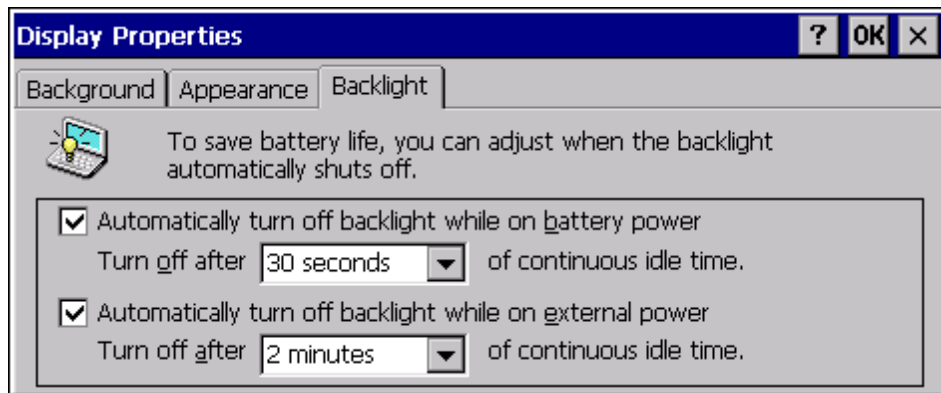 Display Properties ? OK ×
Background Appearance Backlight
To save battery life, you can adjust when the backlight
automatically shuts off.
Automatically turn off backlight while on battery power
Turn off after 30 seconds of continuous idle time.
Automatically turn off backlight while on external power
Turn off after 2 minutes of continuous idle time.